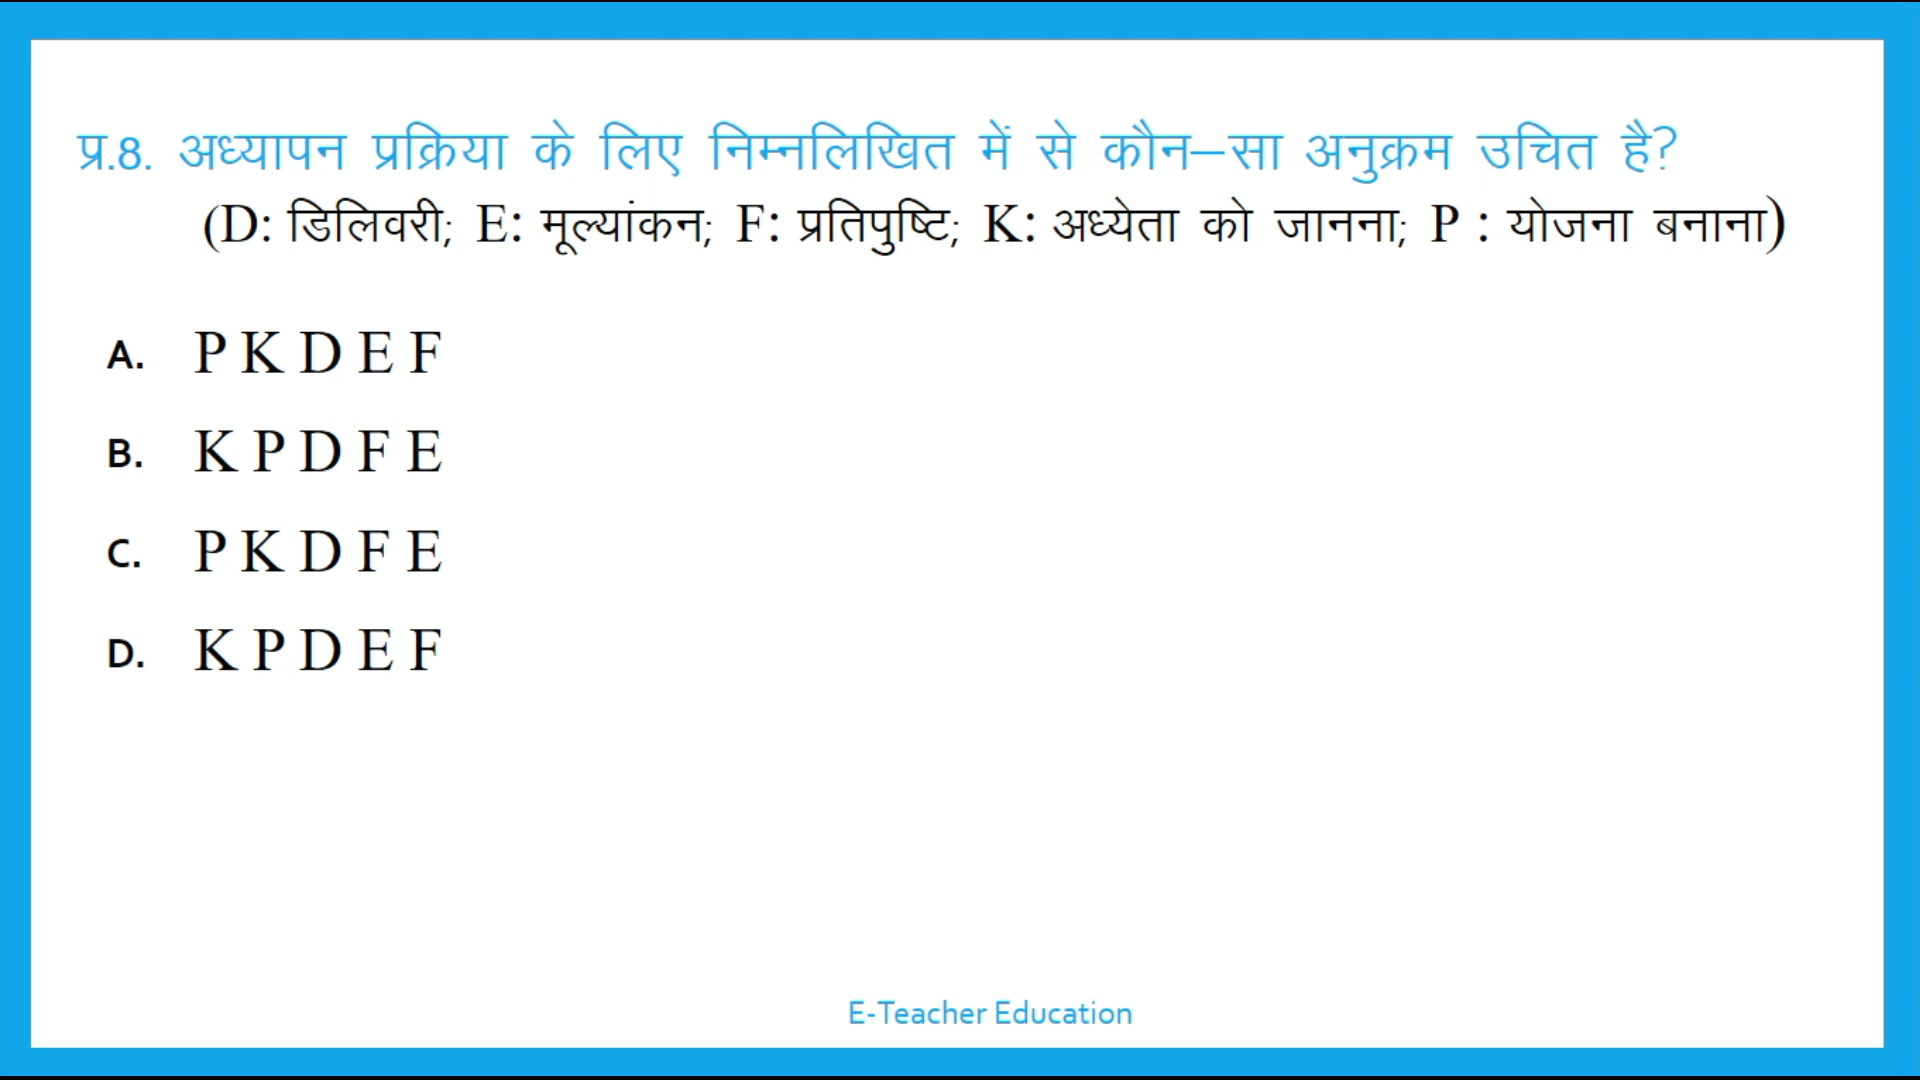 प्र.8. अध्यापन प्रक्रिया के लिए निम्नलिखित में से कौन–सा अनुक्रम उचित है?
(D: डिलिवरी; E: मूल्यांकन; F: प्रतिपुष्टि; K: अध्येता को जानना; P : योजना बनाना)
A. P K D E F
B. K P D F E
C. P K D F E
D. K P D E F
E-Teacher Education